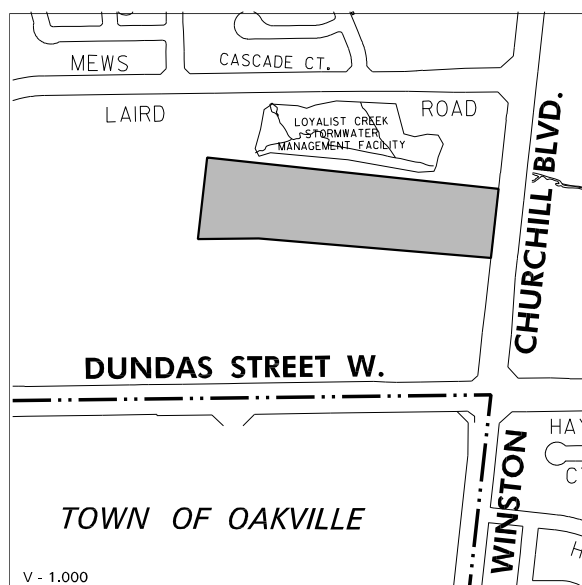 MEWS
CASCADE CT.
LAIRD ROAD
LOYALIST CREEK
STORMWATER
MANAGEMENT FACILITY
CHURCHILL BLVD.
DUNDAS STREET W.
HAY
C
WINSTON
TOWN OF OAKVILLE
H
V - 1.000